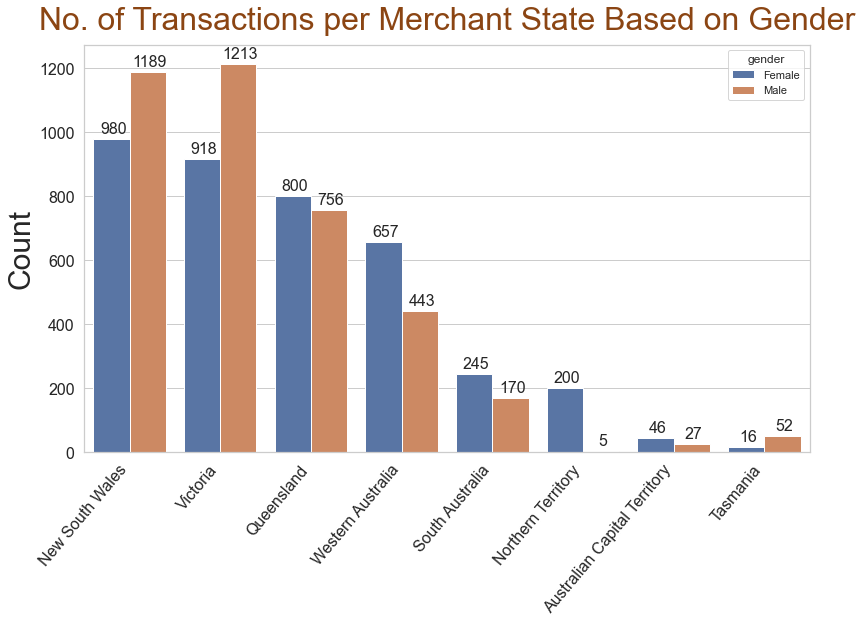 No. of Transactions per Merchant State Based on Gender
gender
Female
Male
Count
1200
1000
800
600
400
200
0
980
1189
918
1213
800
756
657
443
245
170
200
5
46
27
16
52
New South Wales
Victoria
Queensland
Western Australia
South Australia
Northern Territory
Australian Capital Territory
Tasmania